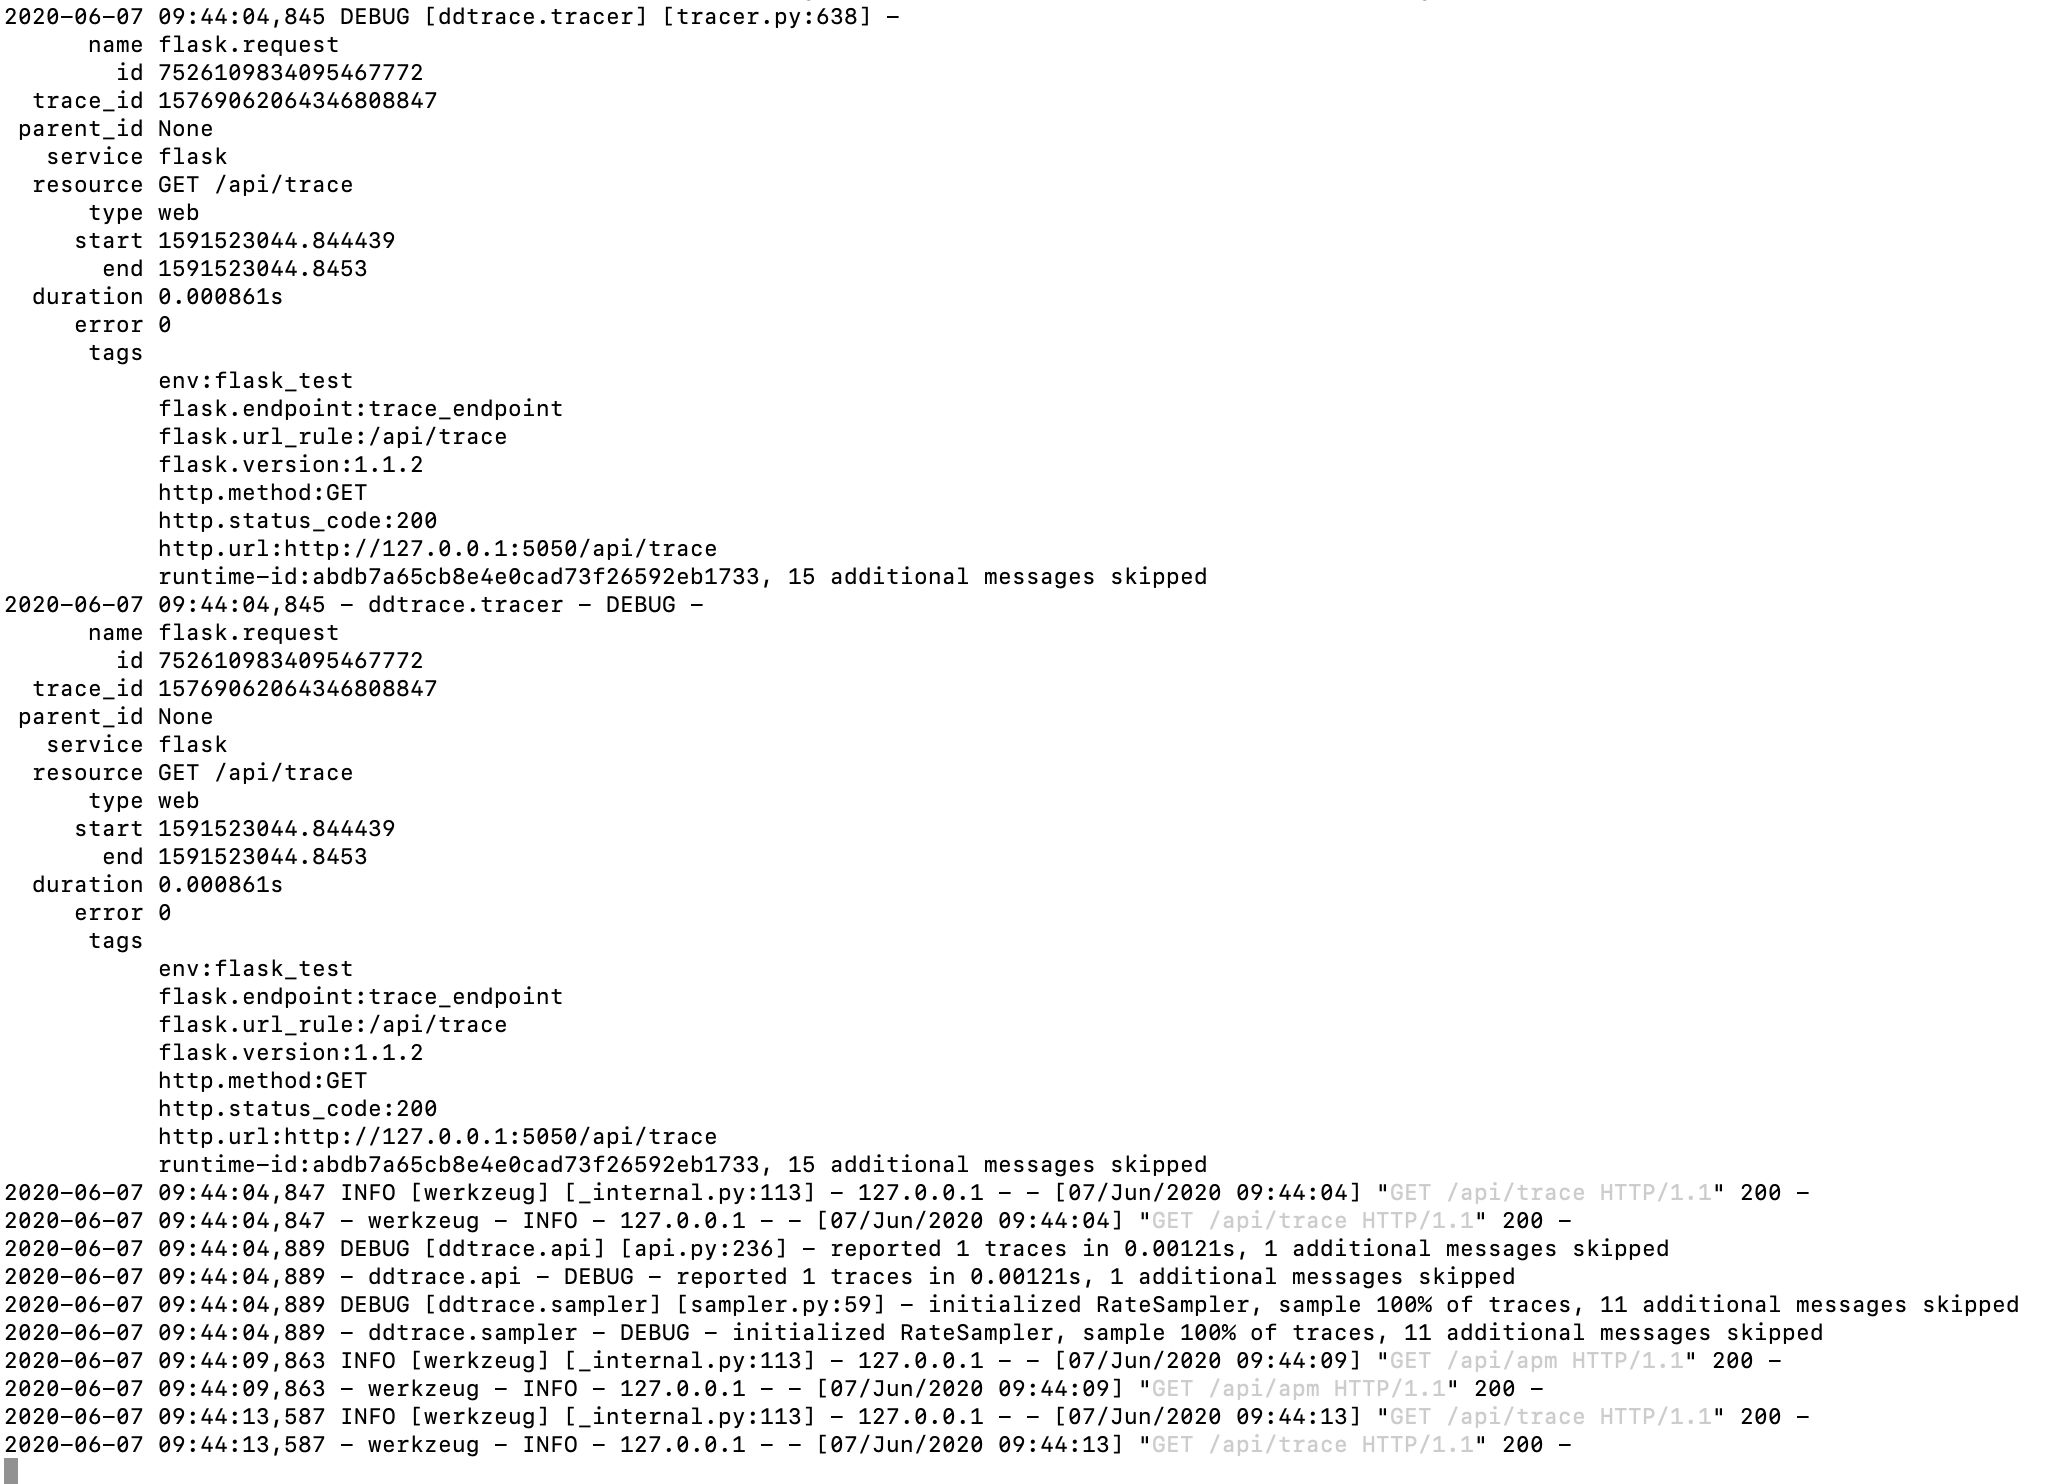 2020-06-07 09:44:04,845 DEBUG [ddtrace.tracer] [tracer.py:638] -
name flask.request
id 7526109834095467772
trace_id 15769062064346808847
parent_id None
service flask
resource GET /api/trace
type web
start 1591523044.844439
end 1591523044.8453
duration 0.000861s
error 0
tags
env:flask_test
flask.endpoint:trace_endpoint
flask.url_rule:/api/trace
flask.version:1.1.2
http.method:GET
http.status_code:200
http.url:http://127.0.0.1:5050/api/trace
runtime-id:abdb7a65cb8e4e0cad73f26592eb1733, 15 additional messages skipped
2020-06-07 09:44:04,845 - ddtrace.tracer - DEBUG -
name flask.request
id 7526109834095467772
trace_id 15769062064346808847
parent_id None
service flask
resource GET /api/trace
type web
start 1591523044.844439
end 1591523044.8453
duration 0.000861s
error 0
tags
env:flask_test
flask.endpoint:trace_endpoint
flask.url_rule:/api/trace
flask.version:1.1.2
http.method:GET
http.status_code:200
http.url:http://127.0.0.1:5050/api/trace
runtime-id:abdb7a65cb8e4e0cad73f26592eb1733, 15 additional messages skipped
2020-06-07 09:44:04,847 INFO [werkzeug] [_internal.py:113] - 127.0.0.1 - - [07/Jun/2020 09:44:04] "GET /api/trace HTTP/1.1" 200 -
2020-06-07 09:44:04,847 - werkzeug - INFO - 127.0.0.1 - - [07/Jun/2020 09:44:04] "GET /api/trace HTTP/1.1" 200 -
2020-06-07 09:44:04,889 DEBUG [ddtrace.api] [api.py:236] - reported 1 traces in 0.00121s, 1 additional messages skipped
2020-06-07 09:44:04,889 - ddtrace.api - DEBUG - reported 1 traces in 0.00121s, 1 additional messages skipped
2020-06-07 09:44:04,889 DEBUG [ddtrace.sampler] [sampler.py:59] - initialized RateSampler, sample 100% of traces, 11 additional messages skipped
2020-06-07 09:44:04,889 - ddtrace.sampler - DEBUG - initialized RateSampler, sample 100% of traces, 11 additional messages skipped
2020-06-07 09:44:09,863 INFO [werkzeug] [_internal.py:113] - 127.0.0.1 - - [07/Jun/2020 09:44:09] "GET /api/apm HTTP/1.1" 200 -
2020-06-07 09:44:09,863 - werkzeug - INFO - 127.0.0.1 - - [07/Jun/2020 09:44:09] "GET /api/apm HTTP/1.1" 200 -
2020-06-07 09:44:13,587 INFO [werkzeug] [_internal.py:113] - 127.0.0.1 - - [07/Jun/2020 09:44:13] "GET /api/trace HTTP/1.1" 200 -
2020-06-07 09:44:13,587 - werkzeug - INFO - 127.0.0.1 - - [07/Jun/2020 09:44:13] "GET /api/trace HTTP/1.1" 200 -